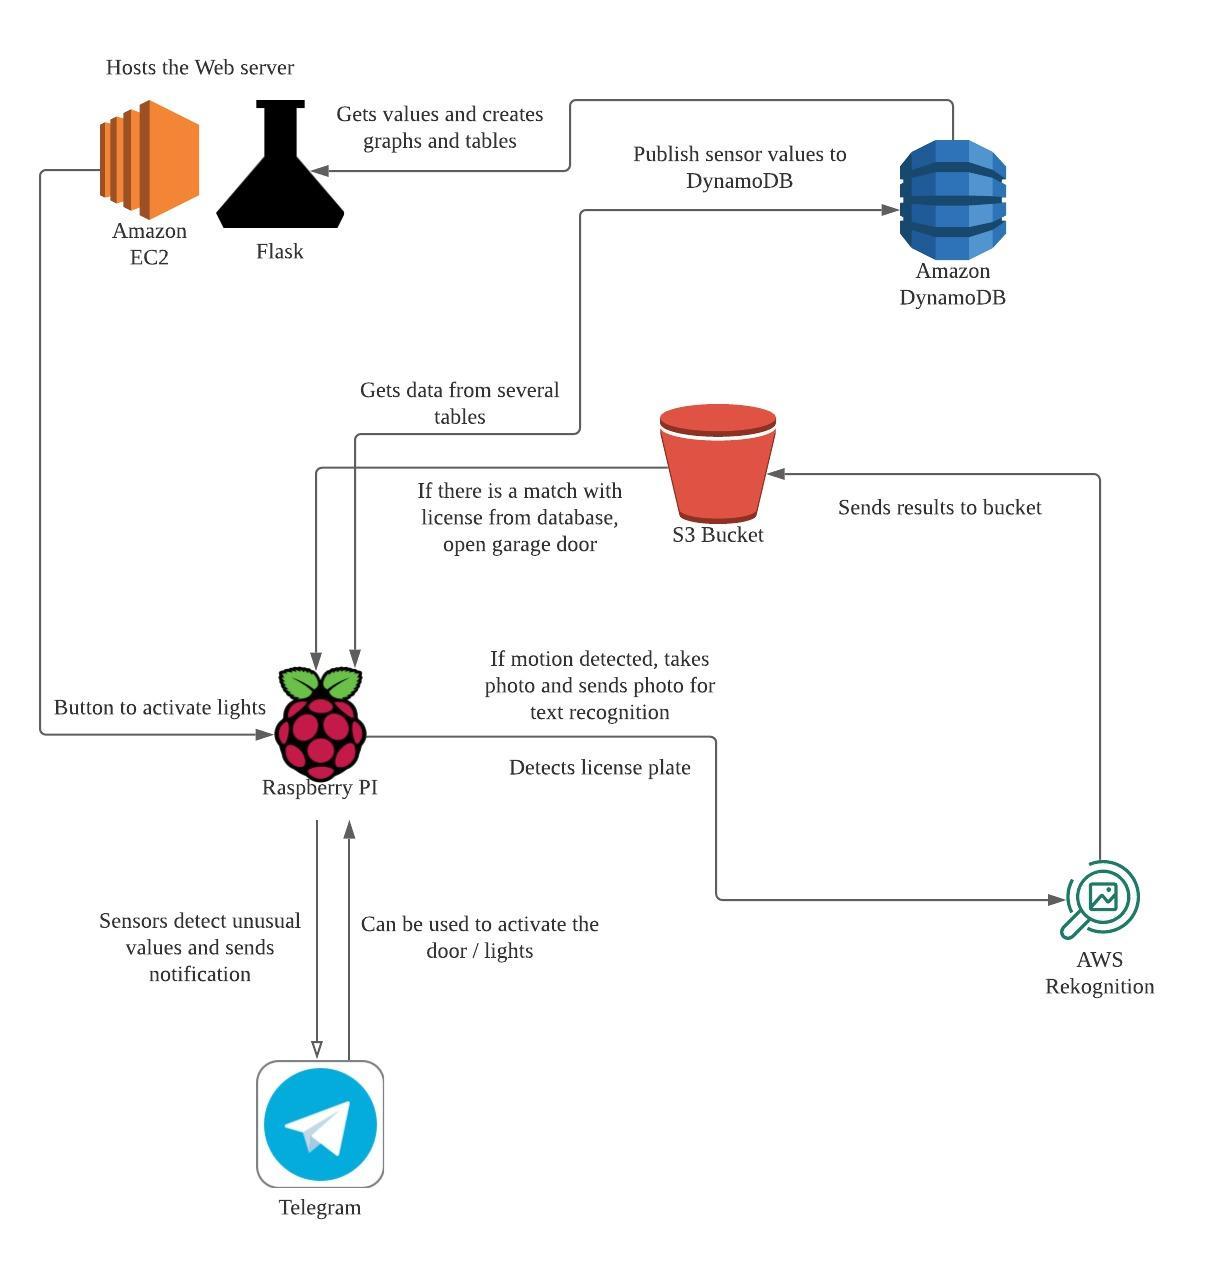 Hosts the Web server
Gets values and creates
graphs and tables
Publish sensor values to
DynamoDB
Amazon
EC2
Flask
Amazon
DynamoDB
Gets data from several
tables
If there is a match with
license from database,
open garage door
S3 Bucket
Sends results to bucket
If motion detected, takes
photo and sends photo for
text recognition
Button to activate lights
Detects license plate
Raspberry PI
Sensors detect unusual
values and sends
notification
Can be used to activate the
door / lights
AWS
Rekognition
Telegram